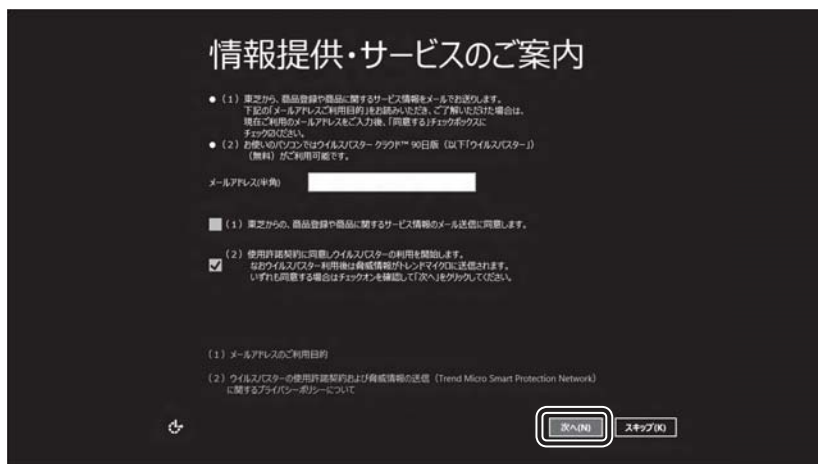 情報提供・サービスのご案内
● (1) 東芝から、商品登録や商品に関するサービス情報をメールでお送りします。
下記の「メールアドレスご利用目的」をお読みいただき、ご了解いただけた場合は、
現在ご利用のメールアドレスをご入力後、「同意する」チェックボックスに
チェックください。
● (2) お使いのパソコンではウイルスバスター クラウド™ 90日版 (以下「ウイルスバスター」)
(無料) がご利用可能です。
メールアドレス(半角)
(1) 東芝からの、商品登録や商品に関するサービス情報のメール送信に同意します。
(2) 使用許諾契約に同意しウイルスバスターの利用を開始します。
なおウイルスバスター利用後は脅威情報がトレンドマイクロに送信されます。
いずれも同意する場合はチェックオンを確認して「次へ」をクリックしてください。
(1) メールアドレスのご利用目的
(2) ウイルスバスターの使用許諾契約および脅威情報の送信 (Trend Micro Smart Protection Network)
に関するプライバシーポリシーについて
次へ(N) スキップ(K)